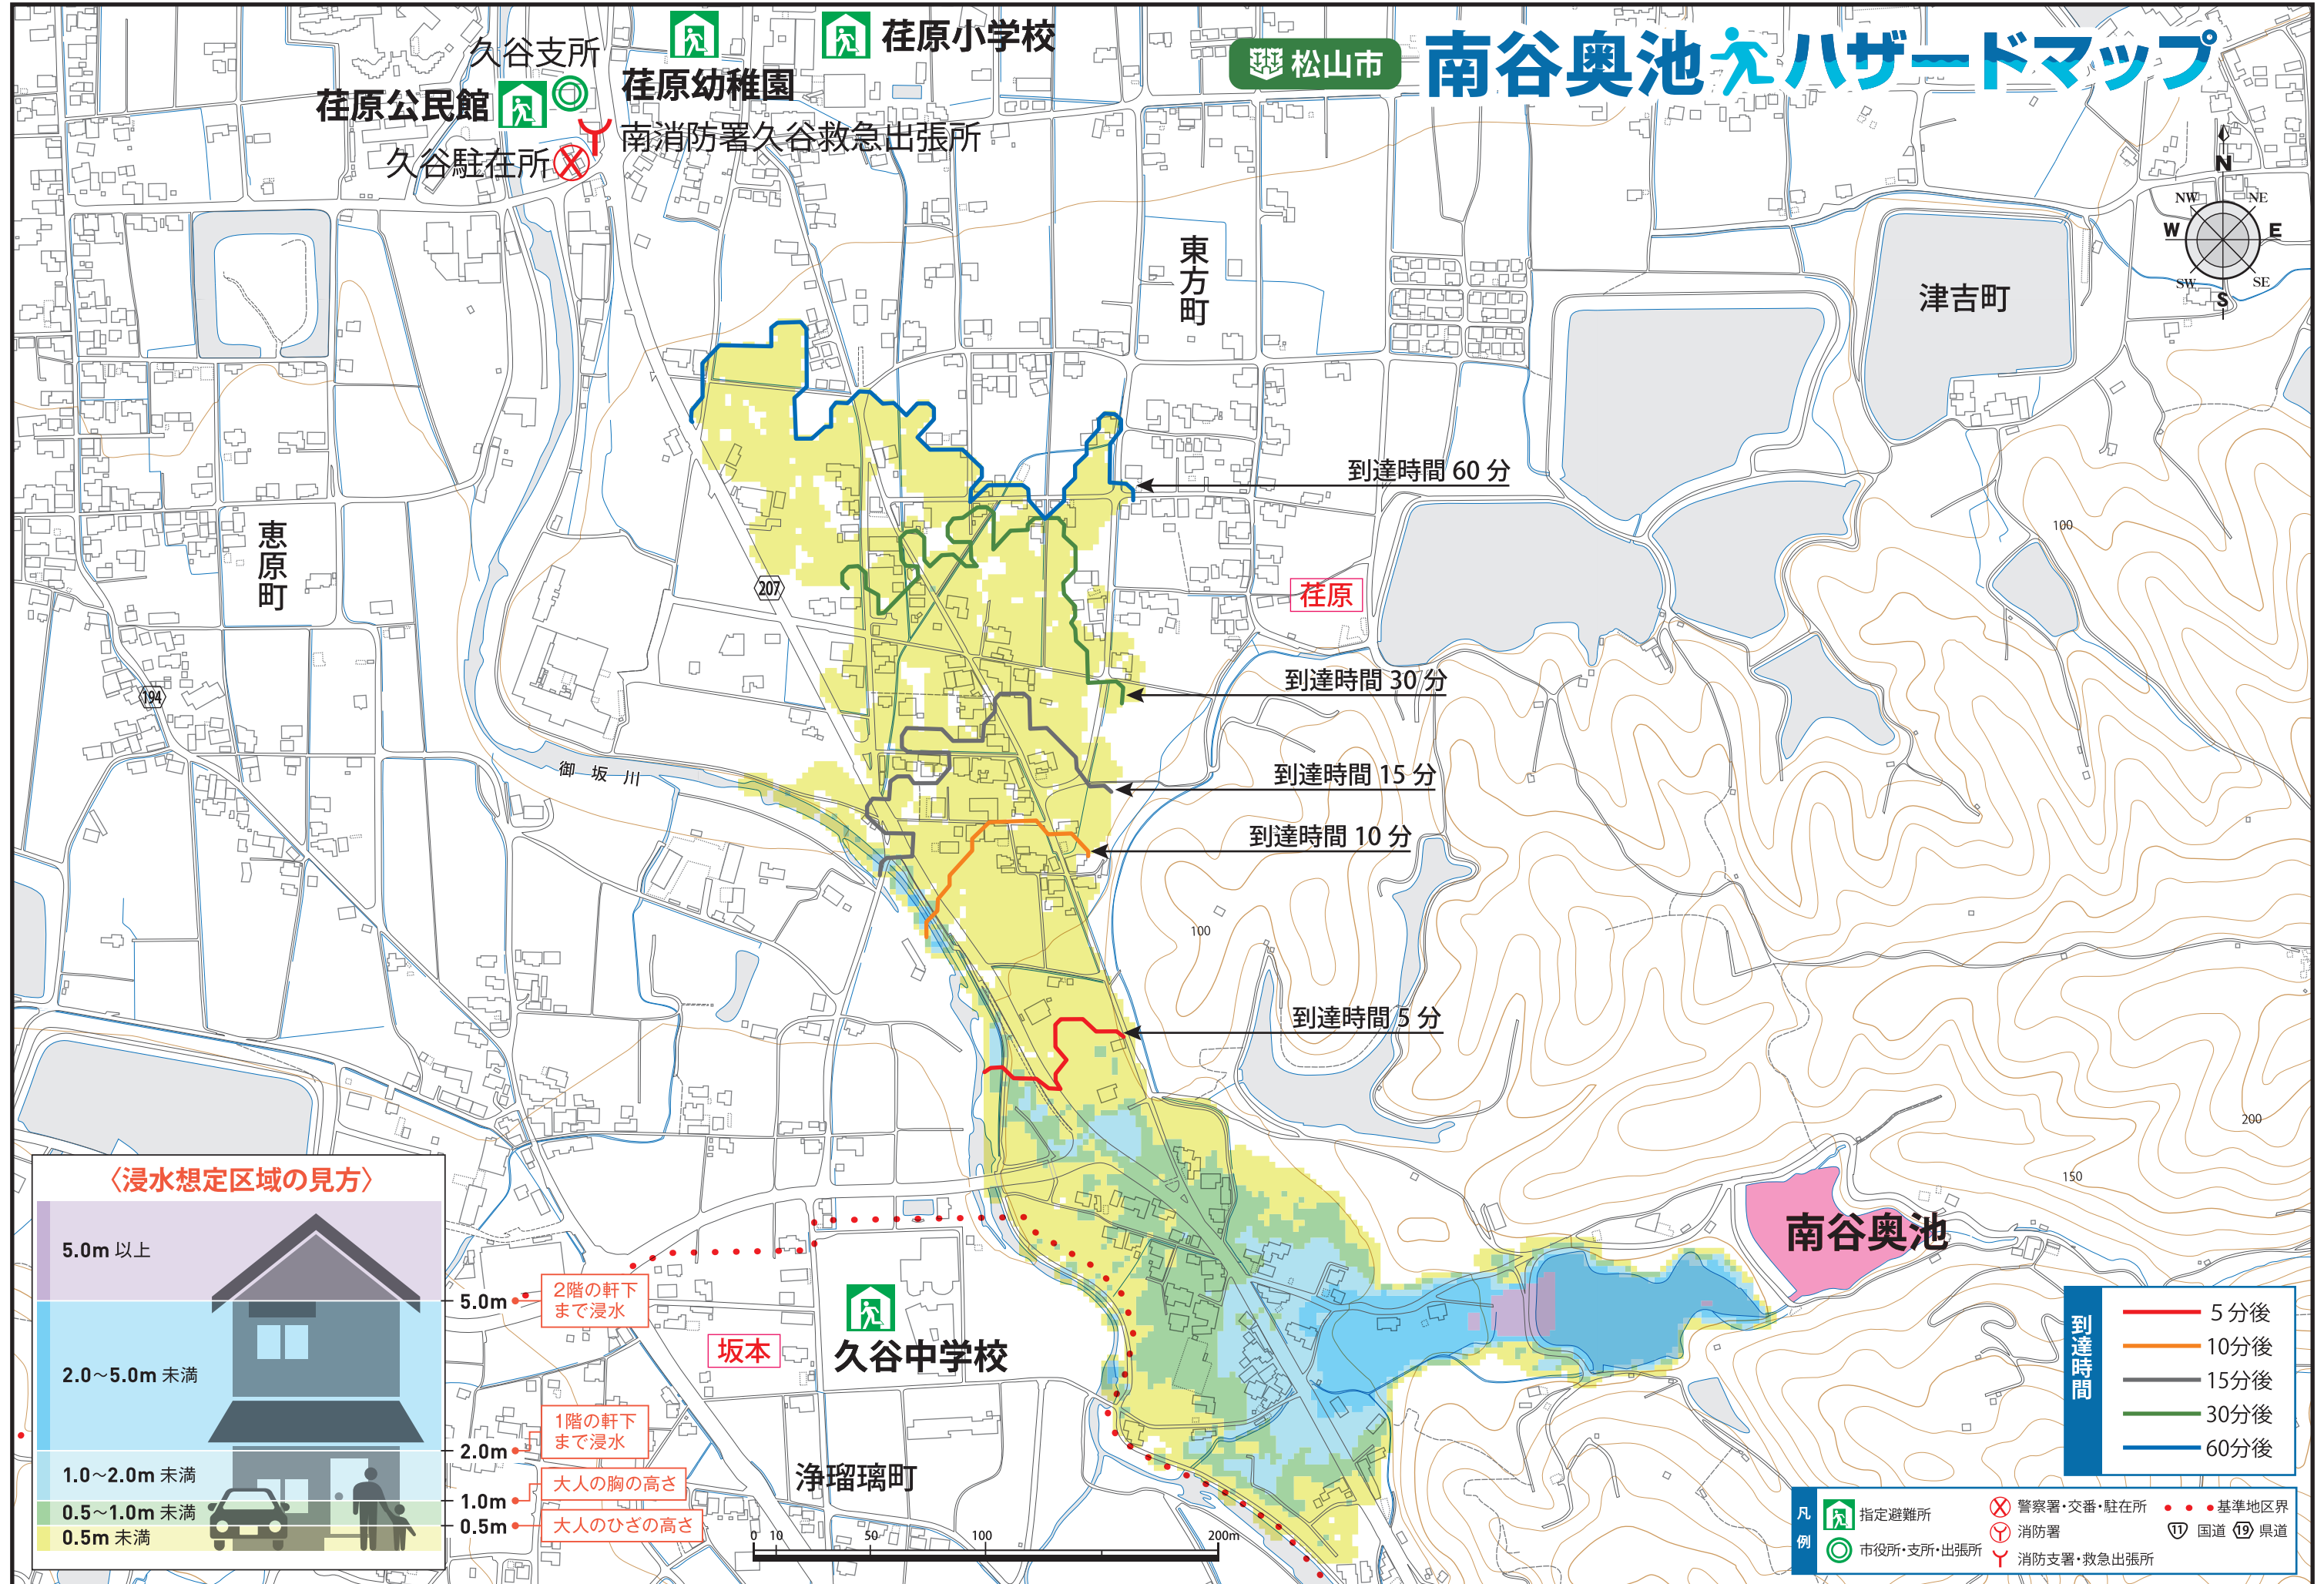 久谷支所
荏原小学校
荏原公民館
荏原幼稚園
南消防署久谷救急出張所
久谷駐在所
松山市
南谷奥池
ハザードマップ
N
NW
NE
W
E
SW
SE
S
東方町
津吉町
到達時間 60 分
100
恵原町
207
荏原
194
到達時間 30 分
御坂川
到達時間 15 分
到達時間 10 分
100
到達時間 5 分
200
150
南谷奥池
〈浸水想定区域の見方〉
5.0m 以上
5.0m
2階の軒下
まで浸水
2.0～5.0m 未満
1階の軒下
まで浸水
2.0m
1.0～2.0m 未満
大人の胸の高さ
1.0m
0.5～1.0m 未満
大人のひざの高さ
0.5m
0.5m 未満
坂本
久谷中学校
浄瑠璃町
0 10 50 100 200m
到達時間
5分後
10分後
15分後
30分後
60分後
凡例
指定避難所
市役所・支所・出張所
警察署・交番・駐在所
消防署
消防支署・救急出張所
基準地区界
11 国道 19 県道